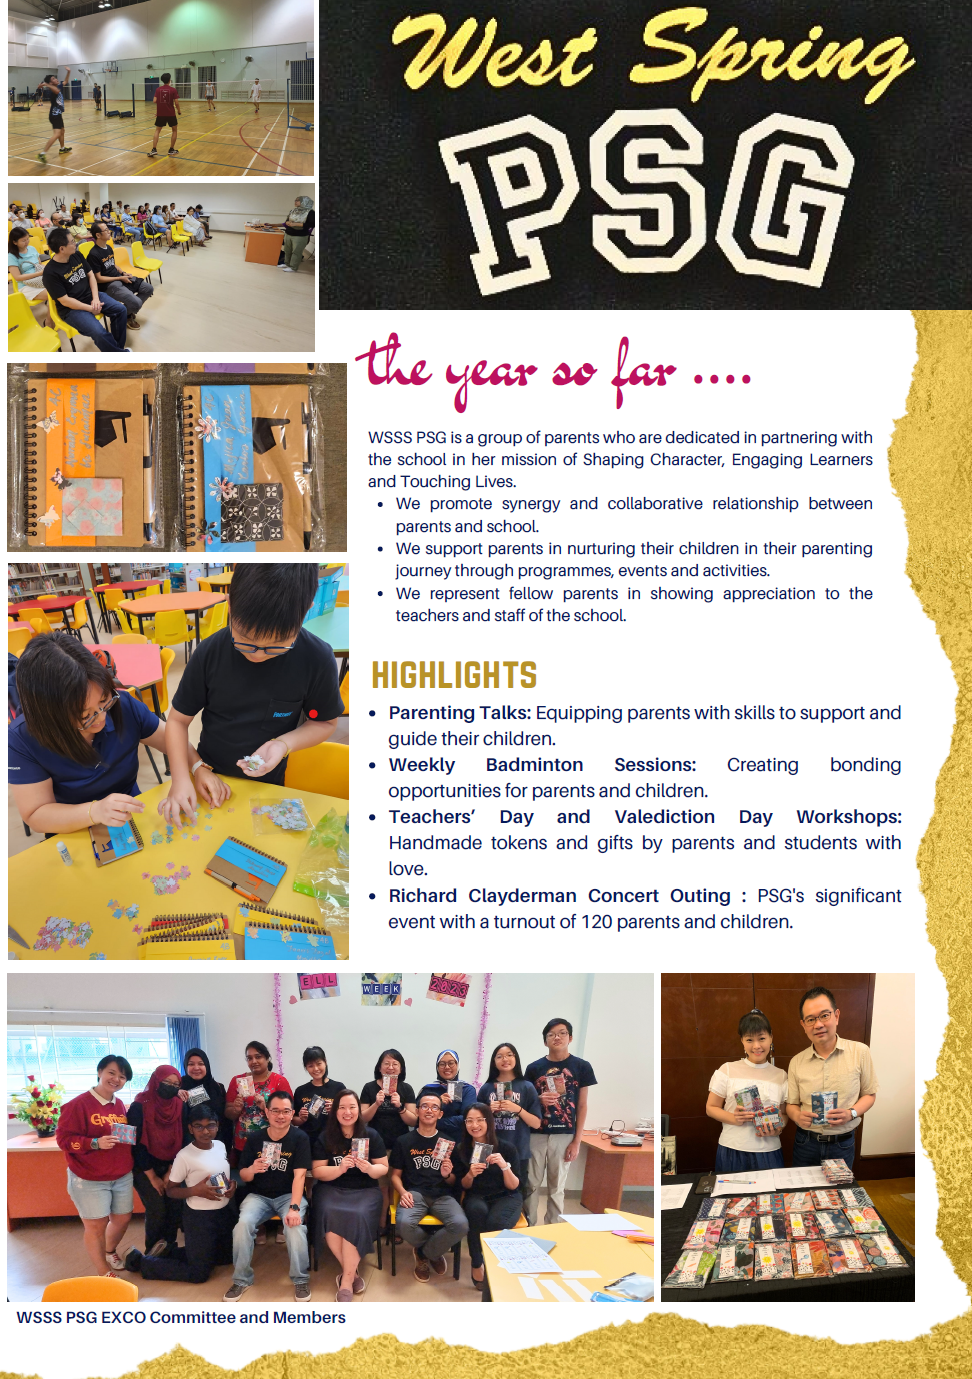 West Spring
PSG
the year so far ....
WSSS PSG is a group of parents who are dedicated in partnering with
the school in her mission of Shaping Character, Engaging Learners
and Touching Lives.
• We promote synergy and collaborative relationship between
parents and school.
• We support parents in nurturing their children in their parenting
journey through programmes, events and activities.
• We represent fellow parents in showing appreciation to the
teachers and staff of the school.
HIGHLIGHTS
• Parenting Talks: Equipping parents with skills to support and
guide their children.
• Weekly Badminton Sessions: Creating bonding
opportunities for parents and children.
• Teachers’ Day and Valediction Day Workshops:
Handmade tokens and gifts by parents and students with
love.
• Richard Clayderman Concert Outing : PSG's significant
event with a turnout of 120 parents and children.
ELL
WEEK
2023
West Spring
PSG
West Spring
PSG
WSSS PSG EXCO Committee and Members